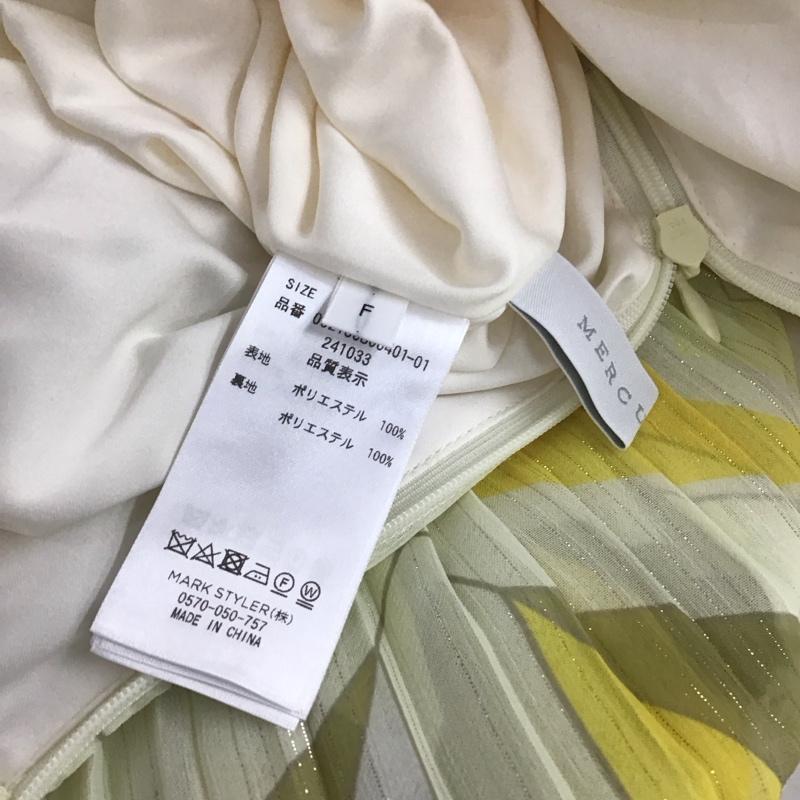 SIZE F
品番
241033
品質表示
表地 ポリエステル 100%
裏地 ポリエステル 100%
F W
MARK STYLER(株)
0570-050-757
MADE IN CHINA